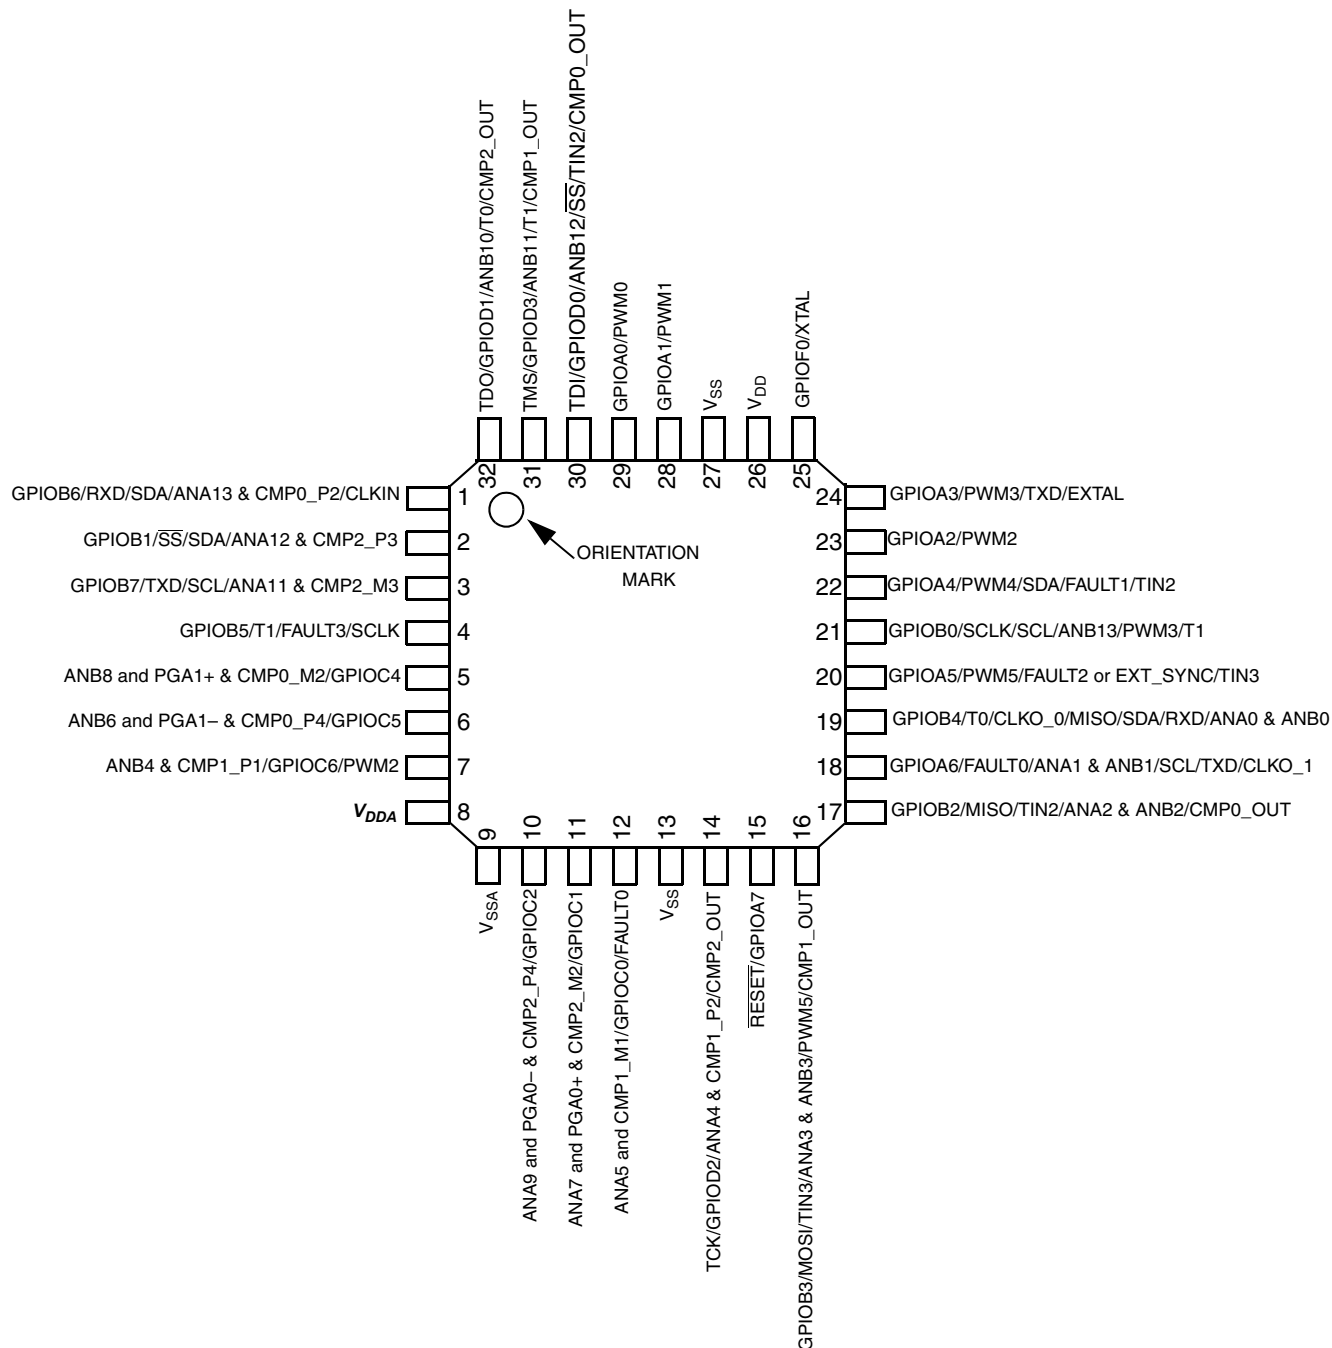 TDO/GPIOD1/ANB10/T0/CMP2_OUT
TMS/GPIOD3/ANB11/T1/CMP1_OUT
TDI/GPIOD0/ANB12/S̅S̅/TIN2/CMP0_OUT
GPIOA0/PWM0
GPIOA1/PWM1
VSS
VDD
GPIOF0/XTAL
32
31
30
29
28
27
26
25
GPIOB6/RXD/SDA/ANA13 & CMP0_P2/CLKIN
1
GPIOB1/S̅S̅/SDA/ANA12 & CMP2_P3
2
GPIOB7/TXD/SCL/ANA11 & CMP2_M3
3
GPIOB5/T1/FAULT3/SCLK
4
ANB8 and PGA1+ & CMP0_M2/GPIOC4
5
ANB6 and PGA1– & CMP0_P4/GPIOC5
6
ANB4 & CMP1_P1/GPIOC6/PWM2
7
VDDA
8
ORIENTATION
MARK
24
GPIOA3/PWM3/TXD/EXTAL
23
GPIOA2/PWM2
22
GPIOA4/PWM4/SDA/FAULT1/TIN2
21
GPIOB0/SCLK/SCL/ANB13/PWM3/T1
20
GPIOA5/PWM5/FAULT2 or EXT_SYNC/TIN3
19
GPIOB4/T0/CLKO_0/MISO/SDA/RXD/ANA0 & ANB0
18
GPIOA6/FAULT0/ANA1 & ANB1/SCL/TXD/CLKO_1
17
GPIOB2/MISO/TIN2/ANA2 & ANB2/CMP0_OUT
9
10
11
12
13
14
15
16
VSSA
ANA9 and PGA0– & CMP2_P4/GPIOC2
ANA7 and PGA0+ & CMP2_M2/GPIOC1
ANA5 and CMP1_M1/GPIOC0/FAULT0
VSS
TCK/GPIOD2/ANA4 & CMP1_P2/CMP2_OUT
R̅E̅S̅E̅T̅/GPIOA7
GPIOB3/MOSI/TIN3/ANA3 & ANB3/PWM5/CMP1_OUT